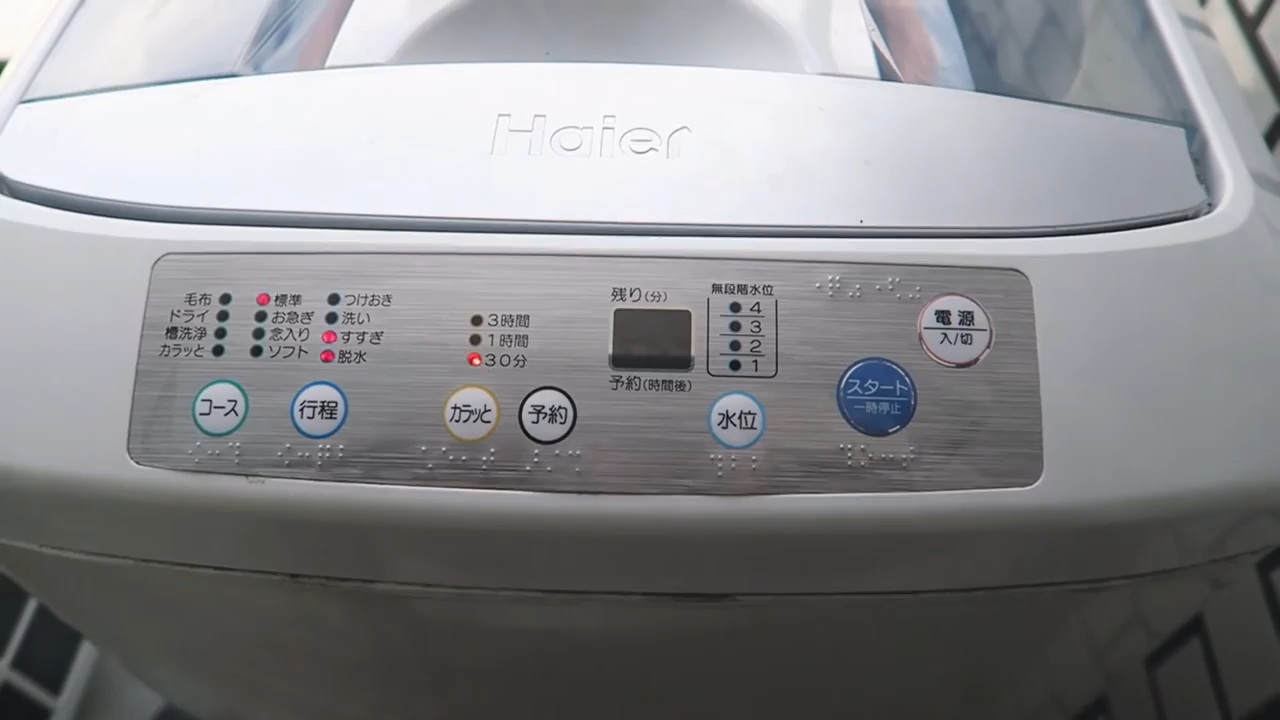 Haier
毛布
ドライ
槽洗浄
カラッと
標準
お急ぎ
念入り
ソフト
つけおき
洗い
すすぎ
脱水
コース
行程
3時間
1時間
30分
カラッと
予約
残り(分)
予約(時間後)
無段階水位
4
3
2
1
水位
スタート
一時停止
電源
入/切